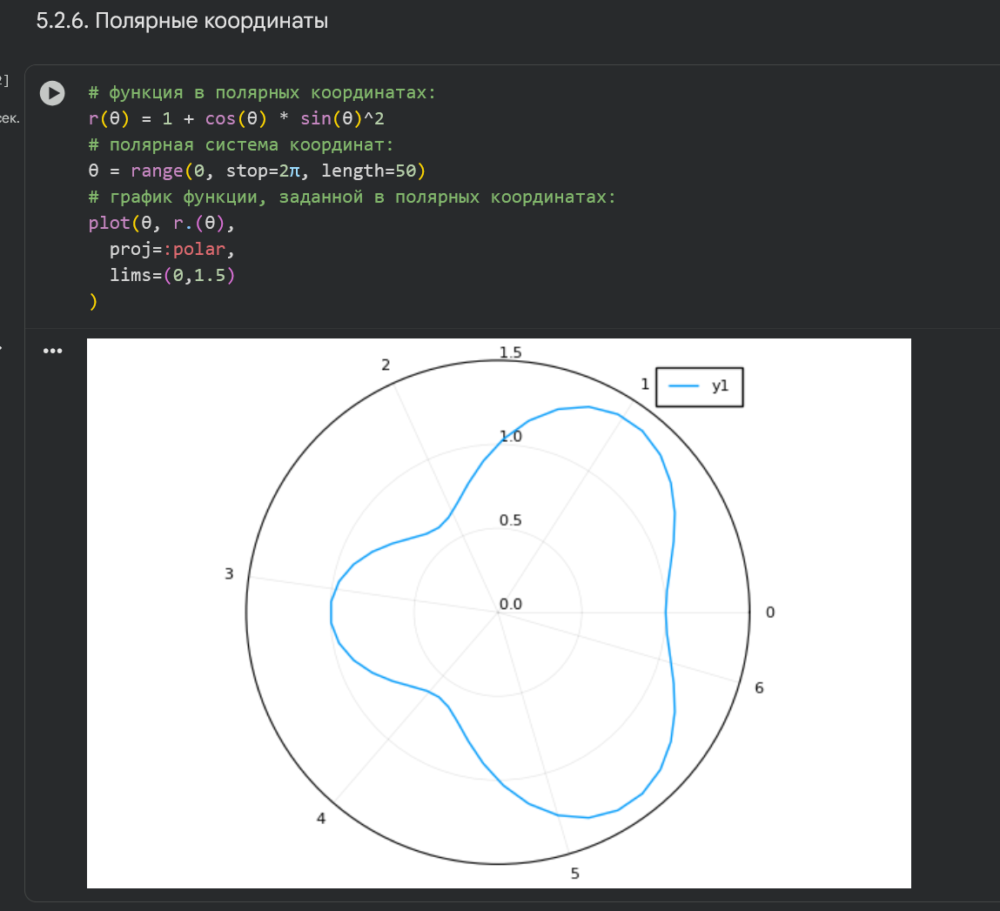 5.2.6. Полярные координаты
2]
сек.
# функция в полярных координатах:
r(θ) = 1 + cos(θ) * sin(θ)^2
# полярная система координат:
θ = range(0, stop=2π, length=50)
# график функции, заданной в полярных координатах:
plot(θ, r.(θ),
proj=:polar,
lims=(0,1.5)
)
1.5
2
1
y1
1.0
0.5
3
0.0
0
6
4
5